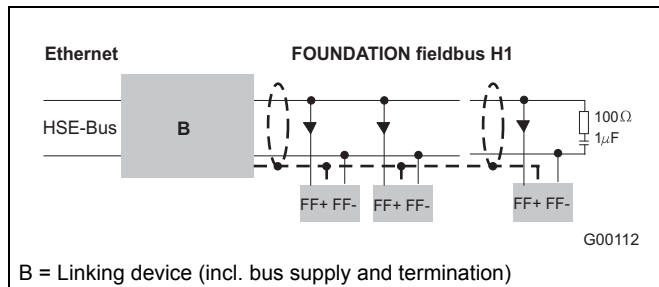 Ethernet
FOUNDATION fieldbus H1
HSE-Bus
B
100Ω
1µF
FF+ FF-
FF+ FF-
FF+ FF-
G00112
B = Linking device (incl. bus supply and termination)